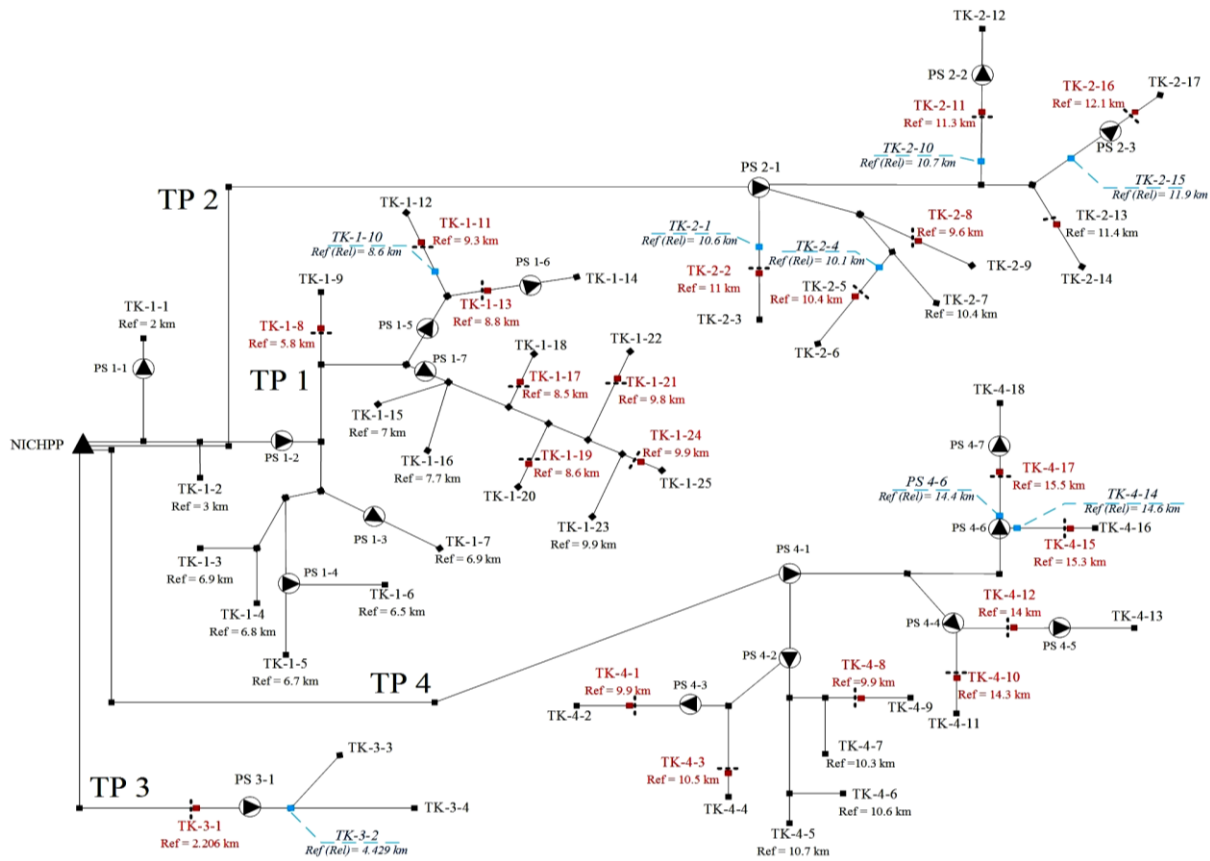 TK-2-12
PS 2-2
TK-2-16
Ref = 12.1 km
TK-2-17
TK-2-11
Ref = 11.3 km
PS 2-3
TK-2-10
Ref (Rel)= 10.7 km
PS 2-1
TK-2-15
Ref (Rel)= 11.9 km
TP 2
TK-1-12
TK-1-11
Ref = 9.3 km
TK-1-10
Ref (Rel)= 8.6 km
TK-2-1
Ref (Rel)= 10.6 km
TK-2-8
Ref = 9.6 km
TK-2-13
Ref = 11.4 km
TK-2-4
Ref (Rel)= 10.1 km
TK-2-9
TK-2-14
TK-1-9
PS 1-6
TK-1-14
TK-2-2
Ref = 11 km
TK-2-5
Ref = 10.4 km
TK-2-7
Ref = 10.4 km
TK-1-1
Ref = 2 km
TK-1-13
Ref = 8.8 km
TK-2-3
TK-2-6
TK-1-8
Ref = 5.8 km
PS 1-5
PS 1-1
TP 1
PS 1-7
TK-1-18
TK-1-22
TK-1-17
Ref = 8.5 km
TK-1-21
Ref = 9.8 km
TK-1-15
Ref = 7 km
TK-4-18
NICHPP
PS 1-2
TK-1-16
Ref = 7.7 km
TK-1-19
Ref = 8.6 km
TK-1-24
Ref = 9.9 km
TK-1-25
PS 4-7
TK-1-2
Ref = 3 km
TK-1-20
TK-4-17
Ref = 15.5 km
PS 4-6
Ref (Rel)= 14.4 km
TK-4-14
Ref (Rel)= 14.6 km
TK-1-23
Ref = 9.9 km
PS 4-6
TK-4-16
PS 1-3
TK-1-7
Ref = 6.9 km
TK-4-15
Ref = 15.3 km
PS 4-1
TK-1-3
Ref = 6.9 km
PS 1-4
TK-1-6
Ref = 6.5 km
TK-4-12
Ref = 14 km
TK-4-13
TK-1-4
Ref = 6.8 km
PS 4-4
PS 4-5
TK-1-5
Ref = 6.7 km
PS 4-2
TP 4
TK-4-1
Ref = 9.9 km
PS 4-3
TK-4-8
Ref =9.9 km
TK-4-10
Ref = 14.3 km
TK-4-2
TK-4-9
TK-4-11
TK-3-3
TK-4-3
Ref = 10.5 km
TK-4-7
Ref =10.3 km
TP 3
PS 3-1
TK-4-4
TK-4-6
Ref = 10.6 km
TK-3-4
TK-3-1
Ref = 2.206 km
TK-3-2
Ref (Rel)= 4.429 km
TK-4-5
Ref = 10.7 km